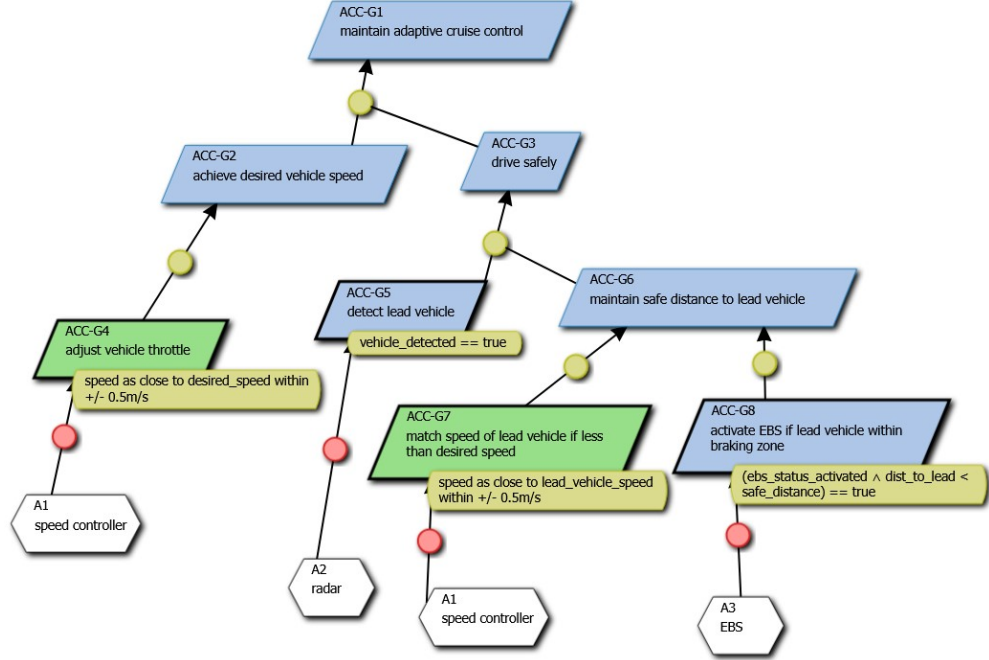 ACC-G1
maintain adaptive cruise control
ACC-G2
achieve desired vehicle speed
ACC-G3
drive safely
ACC-G4
adjust vehicle throttle
speed as close to desired_speed within
+/- 0.5m/s
ACC-G5
detect lead vehicle
vehicle_detected == true
ACC-G6
maintain safe distance to lead vehicle
ACC-G7
match speed of lead vehicle if less
than desired speed
speed as close to lead_vehicle_speed
within +/- 0.5m/s
ACC-G8
activate EBS if lead vehicle within
braking zone
(ebs_status_activated ∧ dist_to_lead <
safe_distance) == true
A1
speed controller
A2
radar
A1
speed controller
A3
EBS